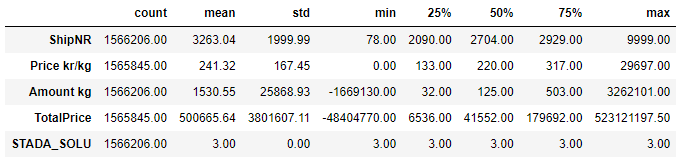 count mean std min 25% 50% 75% max
ShipNR 1566206.00 3263.04 1999.99 78.00 2090.00 2704.00 2929.00 9999.00
Price kr/kg 1565845.00 241.32 167.45 0.00 133.00 220.00 317.00 29697.00
Amount kg 1566206.00 1530.55 25868.93 -1669130.00 32.00 125.00 503.00 3262101.00
TotalPrice 1565845.00 500665.64 3801607.11 -48404770.00 6536.00 41552.00 179692.00 523121197.50
STADA_SOLU 1566206.00 3.00 0.00 3.00 3.00 3.00 3.00 3.00